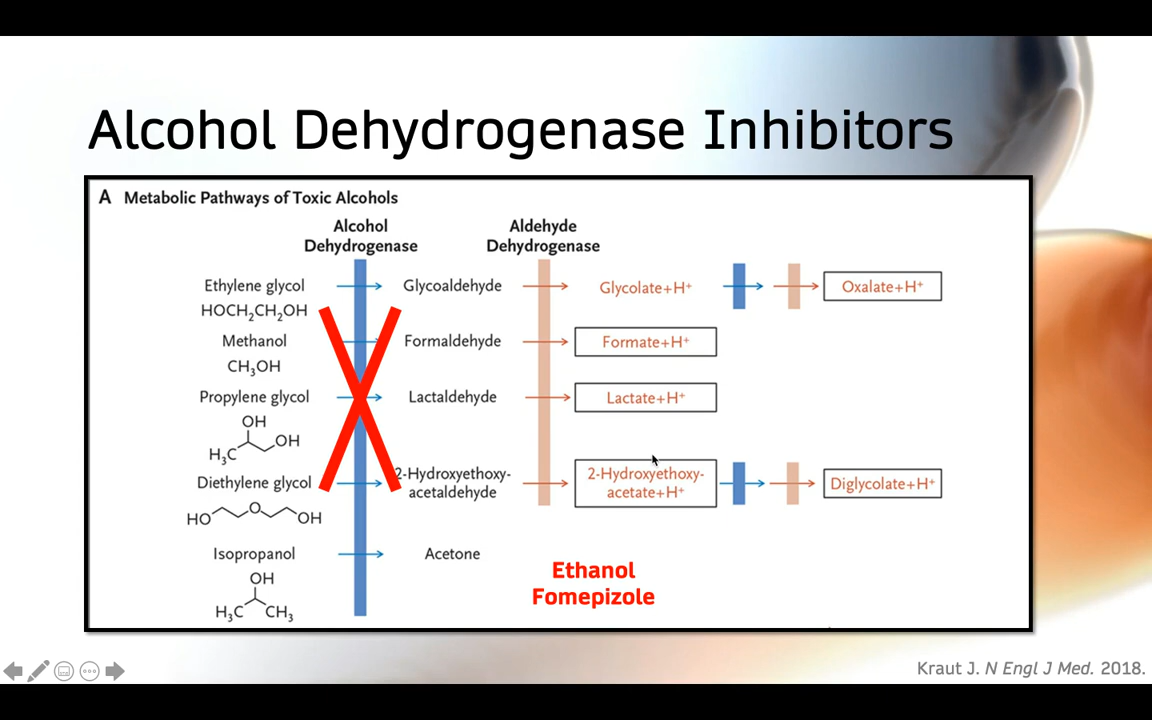 Alcohol Dehydrogenase Inhibitors
A Metabolic Pathways of Toxic Alcohols
Alcohol
Dehydrogenase
Aldehyde
Dehydrogenase
Ethylene glycol
HOCH₂CH₂OH
Glycoaldehyde
Glycolate+H⁺
Oxalate+H⁺
Methanol
CH₃OH
Formaldehyde
Formate+H⁺
Propylene glycol
OH
OH
H₃C
Lactaldehyde
Lactate+H⁺
Diethylene glycol
HO
O
OH
2-Hydroxyethoxy-
acetaldehyde
2-Hydroxyethoxy-
acetate+H⁺
Diglycolate+H⁺
Isopropanol
OH
H₃C
CH₃
Acetone
Ethanol
Fomepizole
Kraut J. N Engl J Med. 2018.